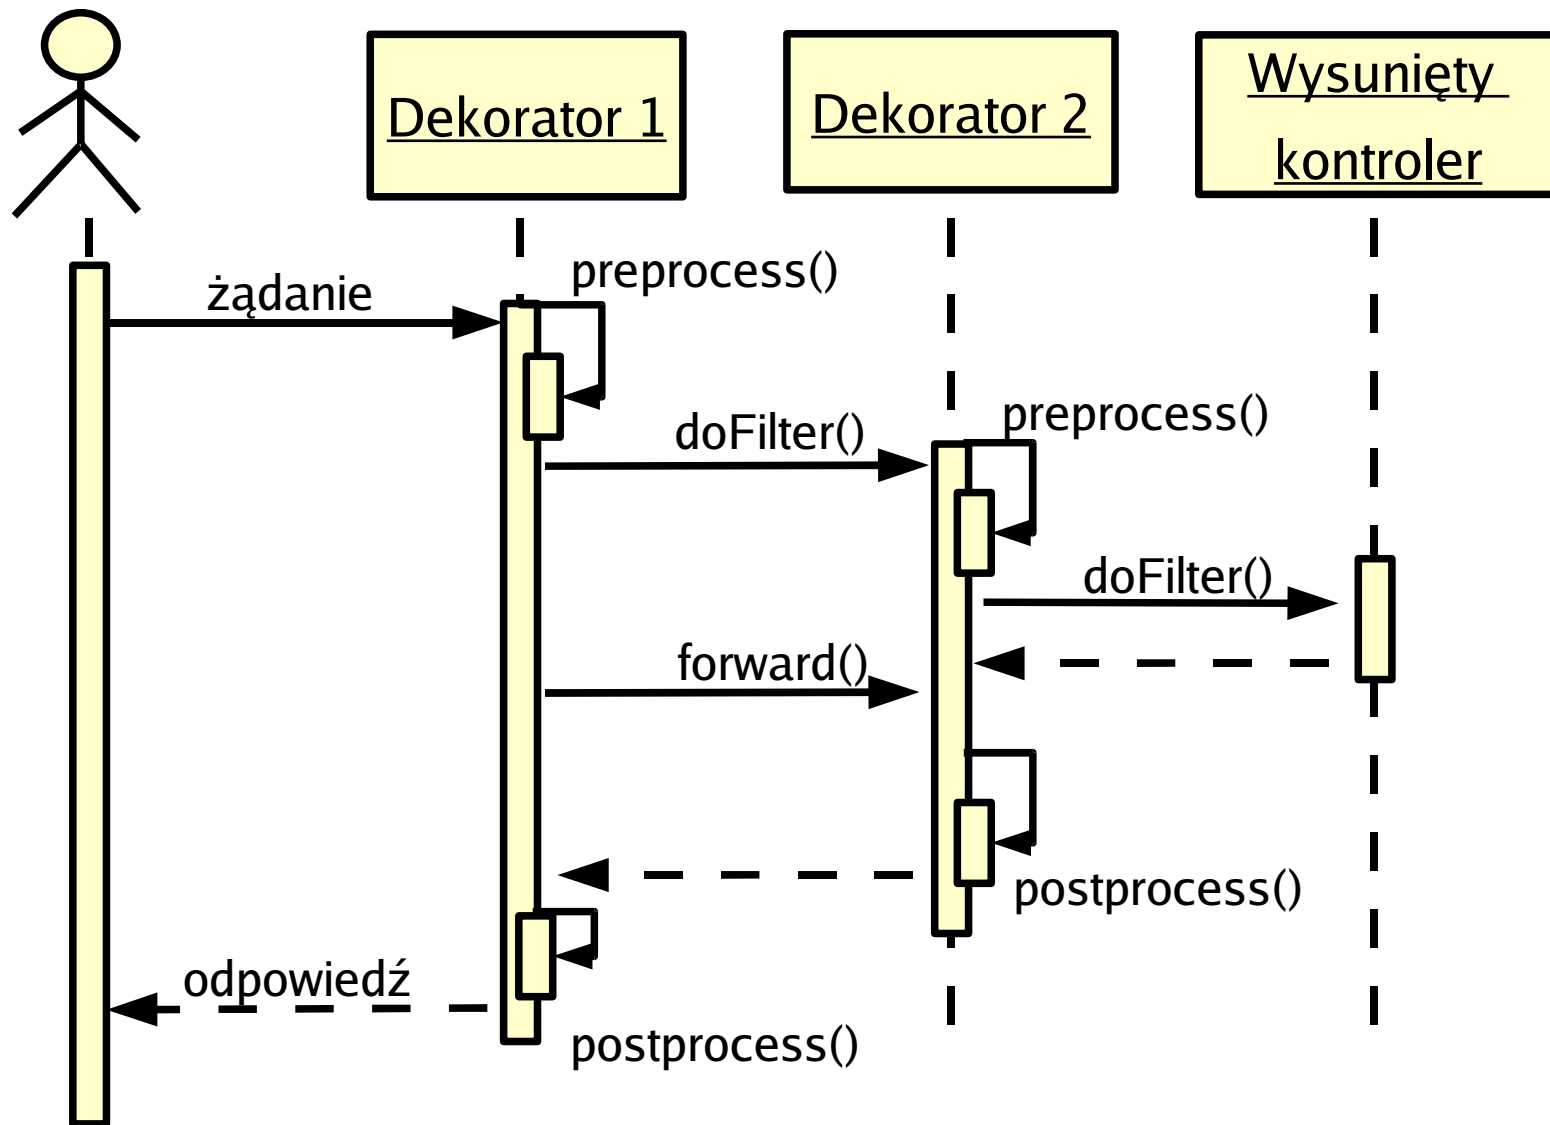 Dekorator 1
Dekorator 2
Wysunięty
kontroler
żądanie
preprocess()
doFilter()
preprocess()
doFilter()
forward()
postprocess()
odpowiedź
postprocess()